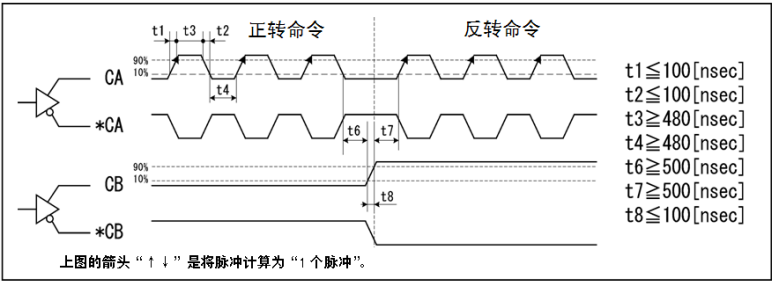 t1 t3 t2 正转命令 反转命令
90%
10%
CA
t4
*CA
t6 t7
90%
10%
CB
t8
*CB
t1≦100[nsec]
t2≦100[nsec]
t3≧480[nsec]
t4≧480[nsec]
t6≧500[nsec]
t7≧500[nsec]
t8≦100[nsec]
上图的箭头“↑↓”是将脉冲计算为“1个脉冲”。